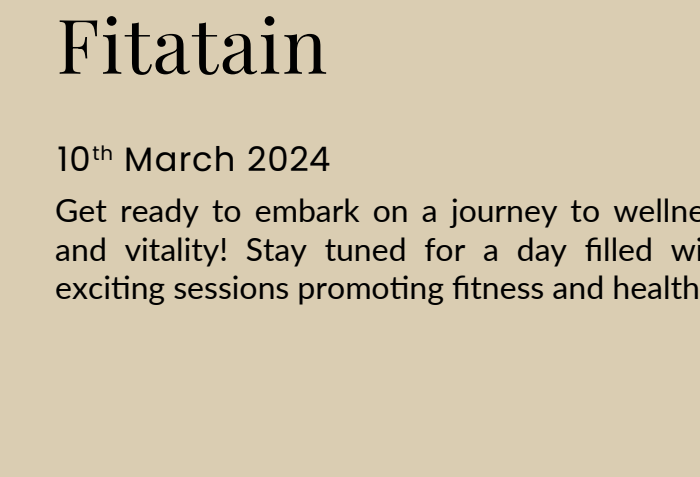 Fitatain
10th March 2024
Get ready to embark on a journey to wellne
and vitality! Stay tuned for a day filled wi
exciting sessions promoting fitness and health